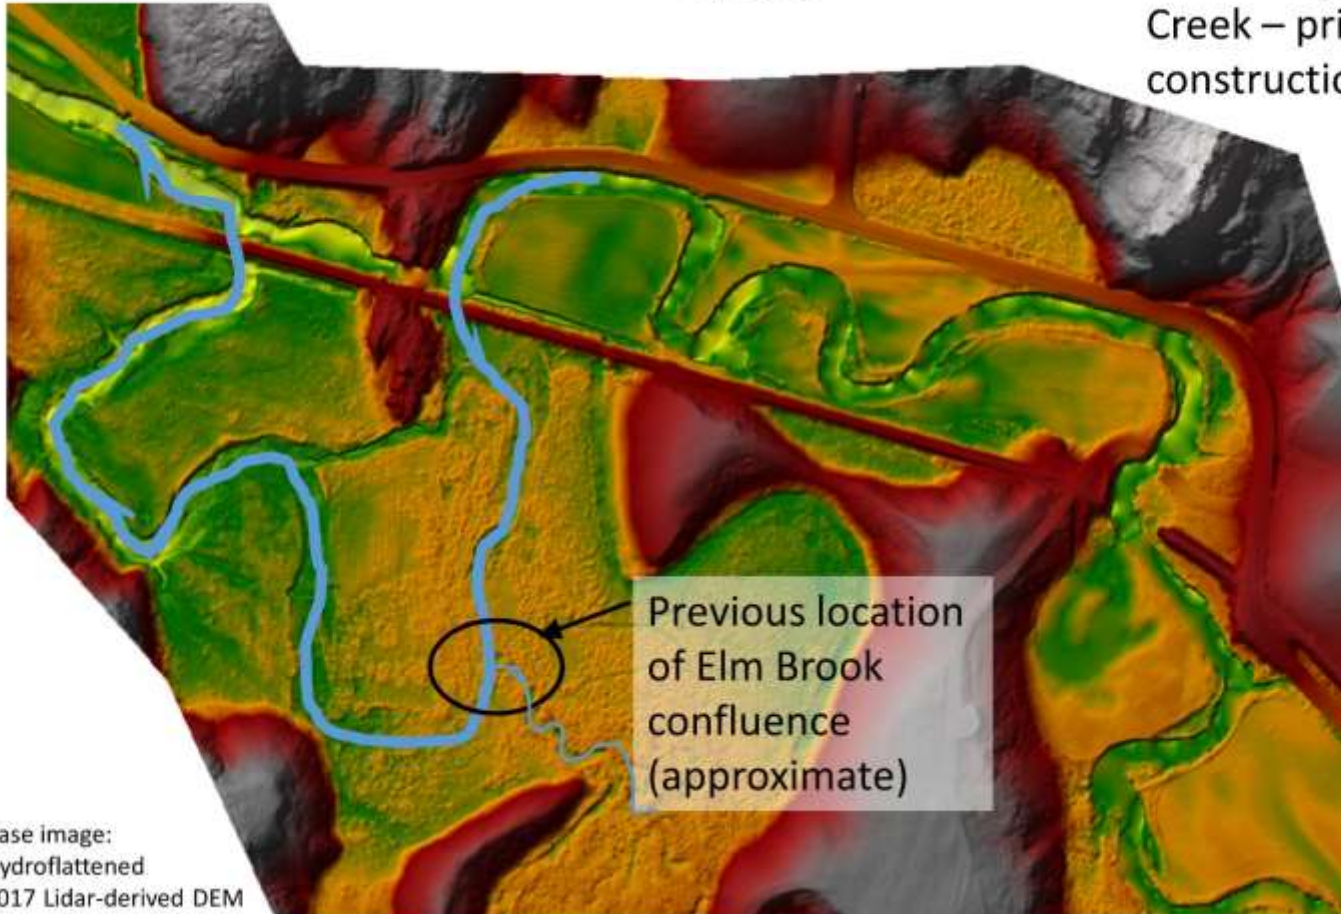 Creek – pri
constructio
Previous location
of Elm Brook
confluence
(approximate)
ase image:
ydroflattened
017 Lidar-derived DEM